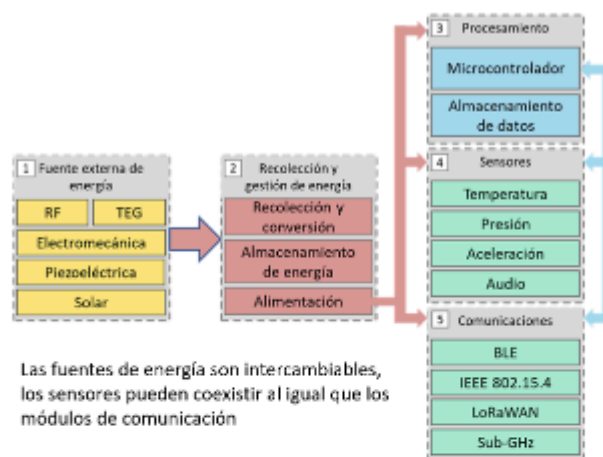 1 Fuente externa de
energía
RF TEG
Electromecánica
Piezoeléctrica
Solar
2 Recolección y
gestión de energía
Recolección y
conversión
Almacenamiento
de energía
Alimentación
3 Procesamiento
Microcontrolador
Almacenamiento
de datos
4 Sensores
Temperatura
Presión
Aceleración
Audio
5 Comunicaciones
BLE
IEEE 802.15.4
LoRaWAN
Sub-GHz
Las fuentes de energía son intercambiables,
los sensores pueden coexistir al igual que los
módulos de comunicación